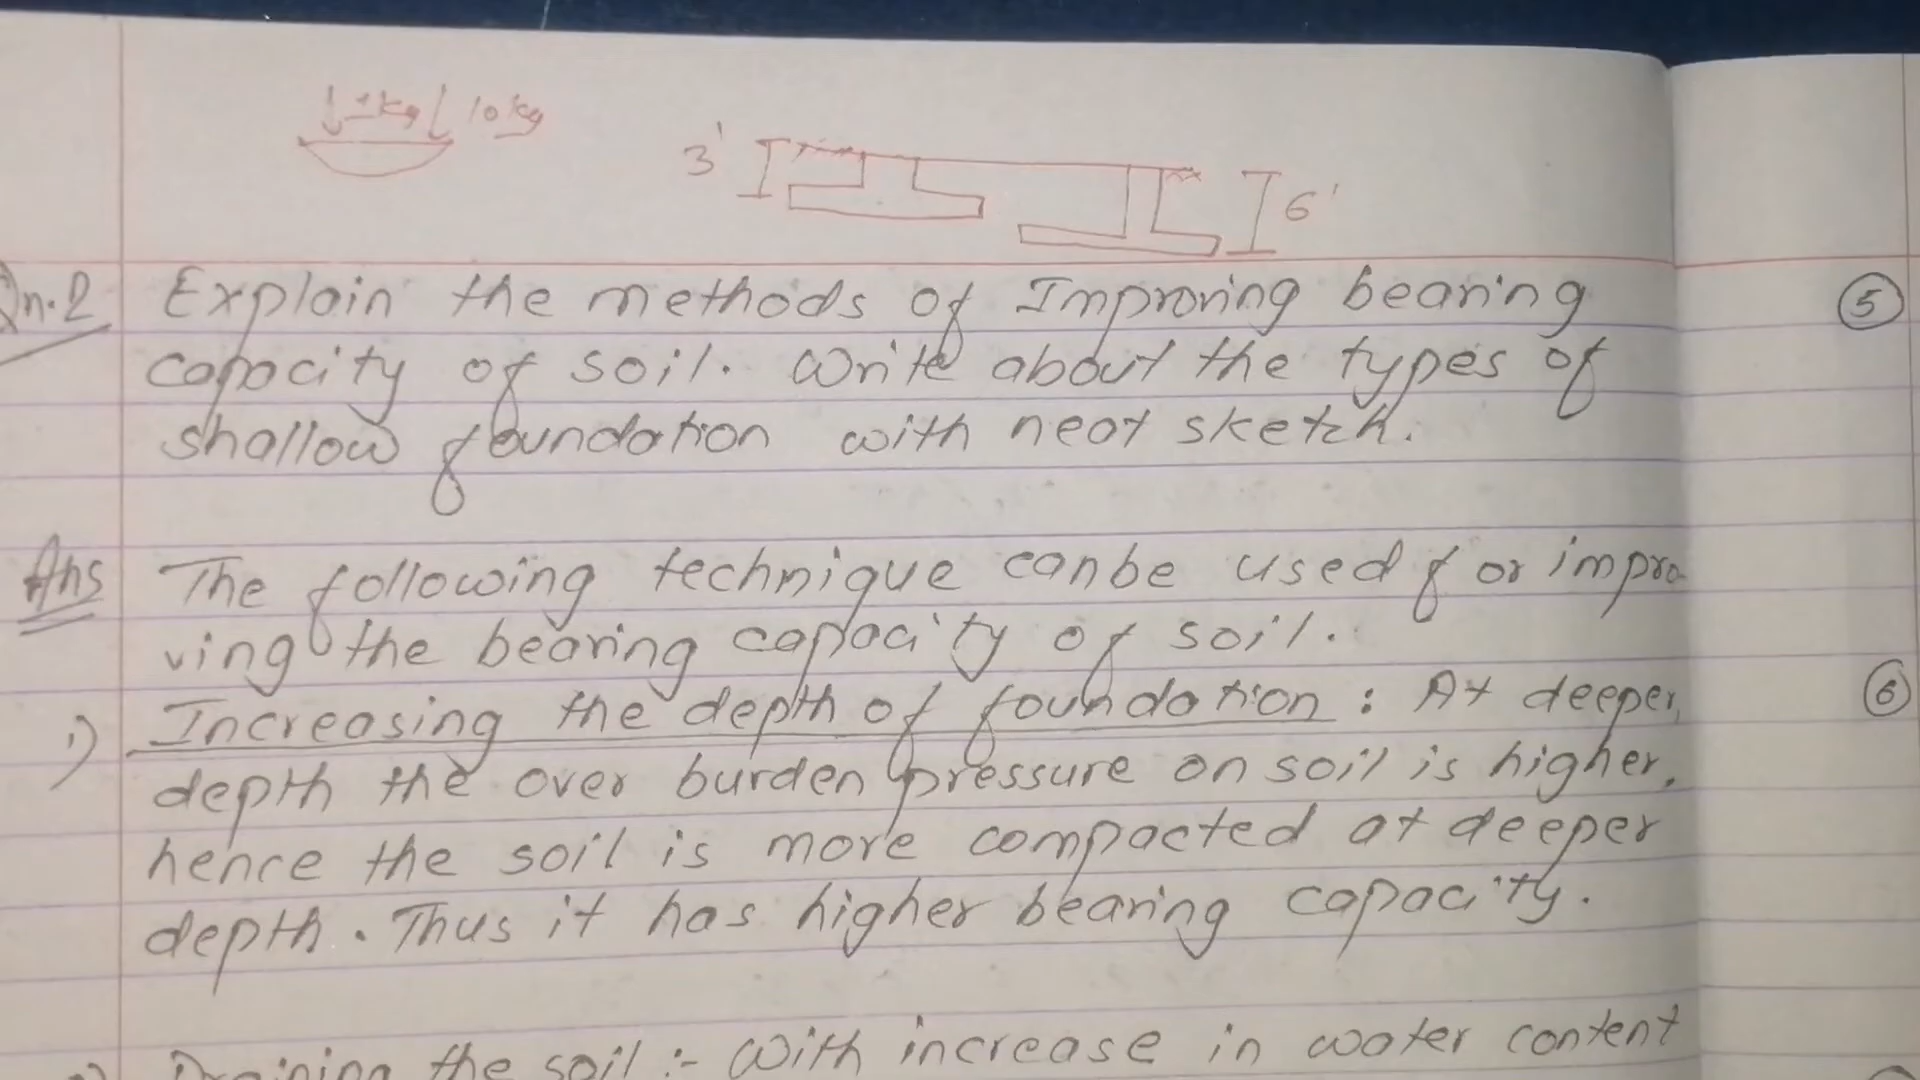 1kg 10kg
3' 6'
Qn.2 Explain the methods of Improving bearing
capacity of soil. Write about the types of
shallow foundation with neat sketch.
Ans The following technique canbe used for impro-
ving the bearing capacity of soil.
i) Increasing the depth of foundation : At deeper
depth the over burden pressure on soil is higher,
hence the soil is more compacted at deeper
depth. Thus it has higher bearing capacity.
Draining the soil :- With increase in water content
5
6